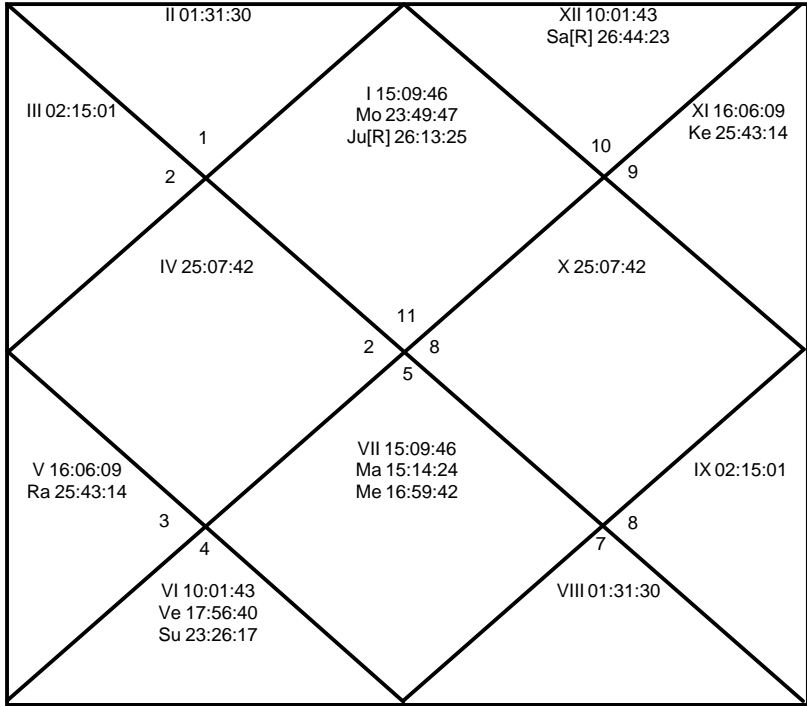 II 01:31:30
XII 10:01:43
Sa[R] 26:44:23
III 02:15:01
I 15:09:46
Mo 23:49:47
Ju[R] 26:13:25
XI 16:06:09
Ke 25:43:14
1
10
2
9
IV 25:07:42
X 25:07:42
11
2
8
5
V 16:06:09
Ra 25:43:14
VII 15:09:46
Ma 15:14:24
Me 16:59:42
IX 02:15:01
3
8
4
7
VI 10:01:43
Ve 17:56:40
Su 23:26:17
VIII 01:31:30